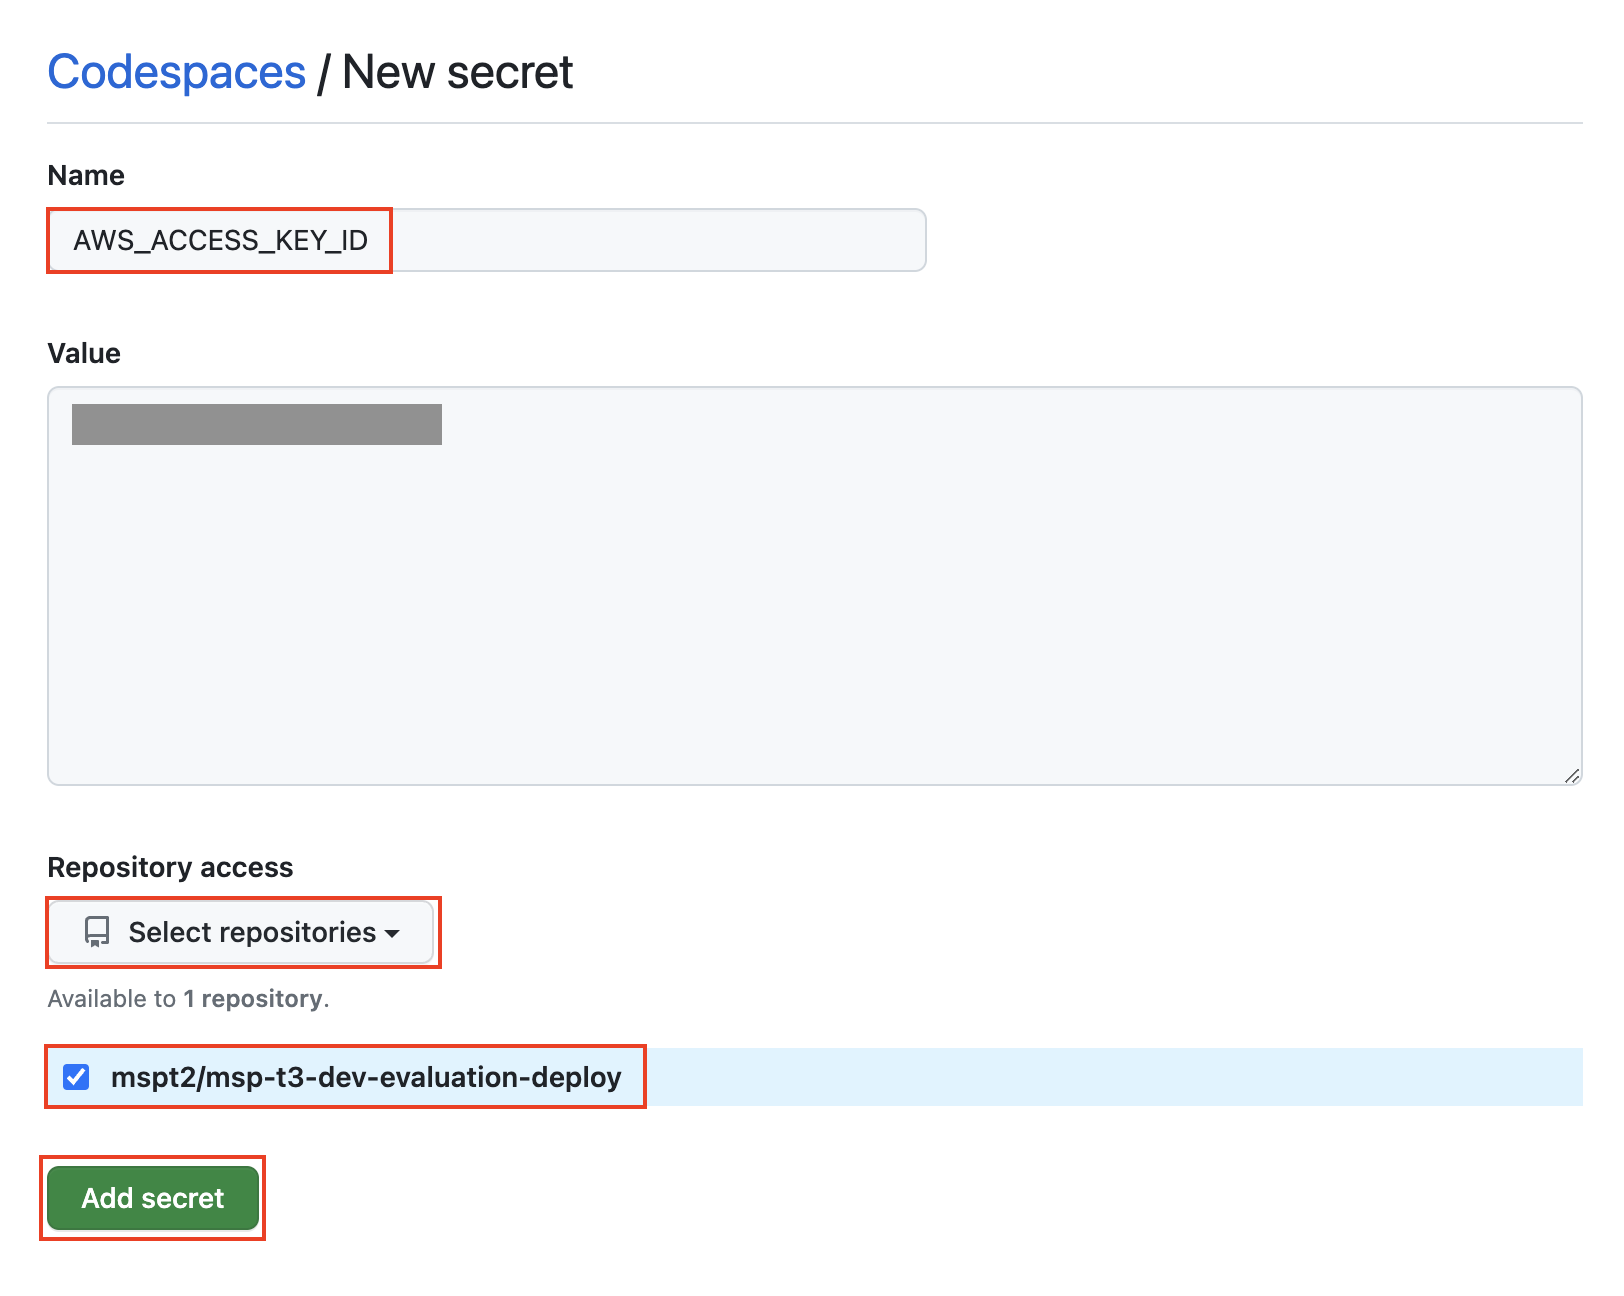 Codespaces / New secret
Name
AWS_ACCESS_KEY_ID
Value
Repository access
Select repositories
Available to 1 repository.
mspt2/msp-t3-dev-evaluation-deploy
Add secret